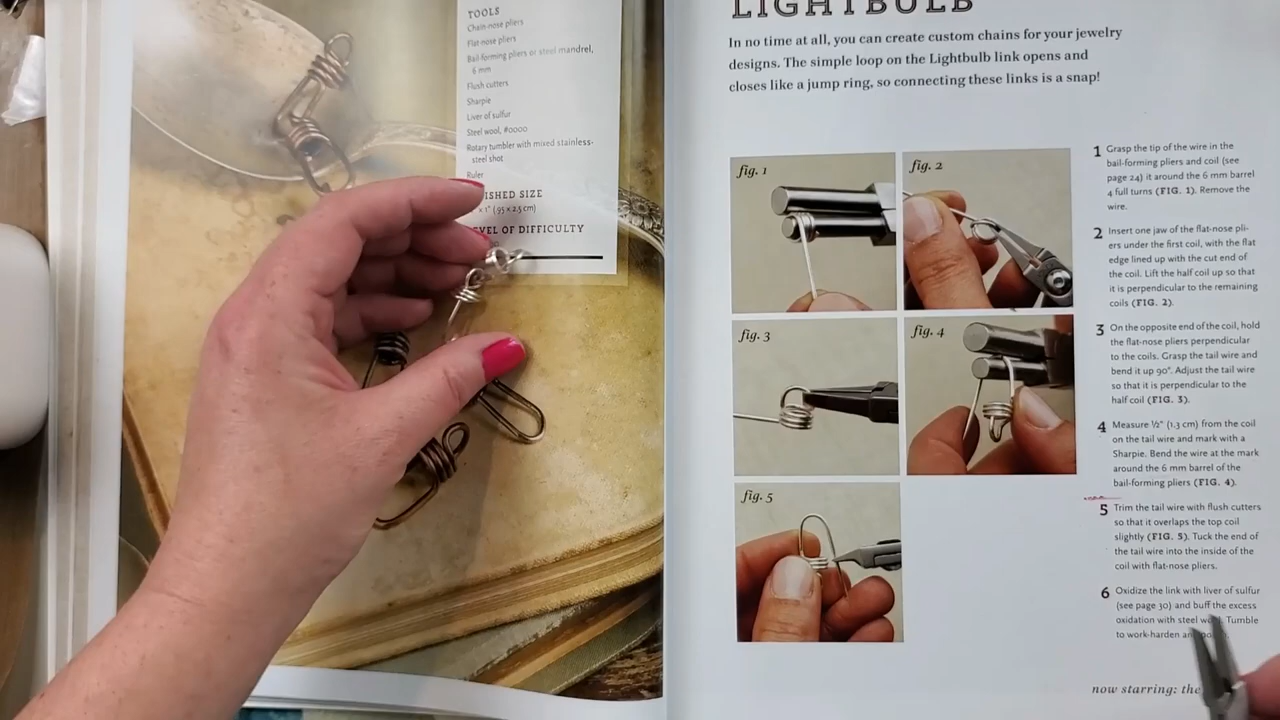 TOOLS
Chain-nose pliers
Flat-nose pliers
Bail-forming pliers or steel mandrel,
6 mm
Flush cutters
Sharpie
Liver of sulfur
Steel wool, #0000
Rotary tumbler with mixed stainless-
steel shot
Ruler
ISHED SIZE
× 1" (.95 × 2.5 cm)
EVEL OF DIFFICULTY
LIGHTBULB
In no time at all, you can create custom chains for your jewelry
designs. The simple loop on the Lightbulb link opens and
closes like a jump ring, so connecting these links is a snap!
fig. 1
fig. 2
fig. 3
fig. 4
fig. 5
1 Grasp the tip of the wire in the
bail-forming pliers and coil (see
page 24) it around the 6 mm barrel
4 full turns (FIG. 1). Remove the
wire.
2 Insert one jaw of the flat-nose pli-
ers under the first coil, with the flat
edge lined up with the cut end of
the coil. Lift the half coil up so that
it is perpendicular to the remaining
coils (FIG. 2).
3 On the opposite end of the coil, hold
the flat-nose pliers perpendicular
to the coils. Grasp the tail wire and
bend it up 90°. Adjust the tail wire
so that it is perpendicular to the
half coil (FIG. 3).
4 Measure ½" (1.3 cm) from the coil
on the tail wire and mark with a
Sharpie. Bend the wire at the mark
around the 6 mm barrel of the
bail-forming pliers (FIG. 4).
5 Trim the tail wire with flush cutters
so that it overlaps the top coil
slightly (FIG. 5). Tuck the end of
the tail wire into the inside of the
coil with flat-nose pliers.
6 Oxidize the link with liver of sulfur
(see page 30) and buff the excess
oxidation with steel Tumble
to work-harden
now starring: the